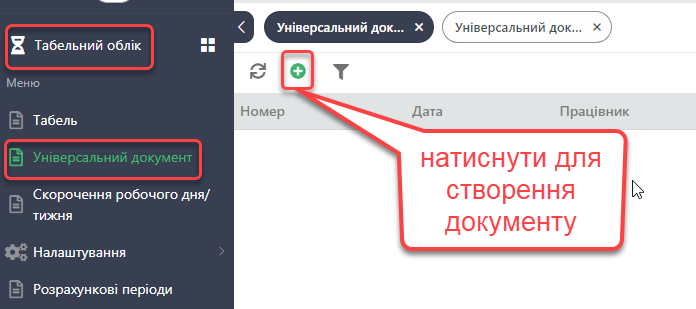 Табельний облік
Меню
Табель
Універсальний документ
Скорочення робочого дня/
тижня
Налаштування
Розрахункові періоди
Універсальний док...
Універсальний док...
Номер Дата Працівник
натиснути для
створення
документу